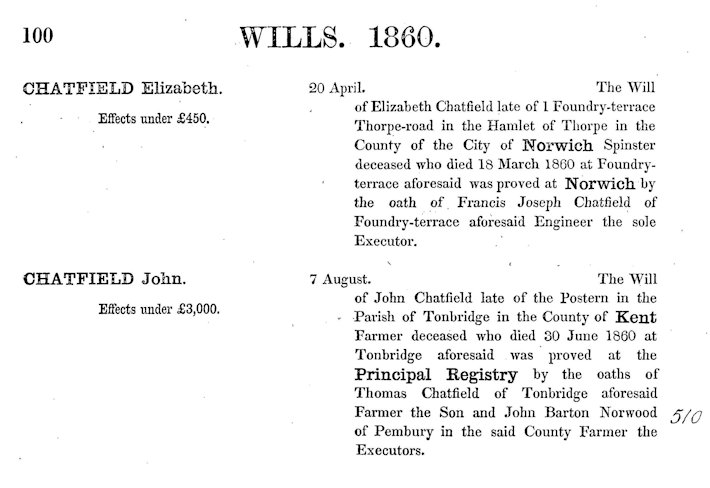 100
WILLS. 1860.
CHATFIELD Elizabeth.
Effects under £450.
20 April. The Will
of Elizabeth Chatfield late of 1 Foundry-terrace
Thorpe-road in the Hamlet of Thorpe in the
County of the City of Norwich Spinster
deceased who died 18 March 1860 at Foundry-
terrace aforesaid was proved at Norwich by
the oath of Francis Joseph Chatfield of
Foundry-terrace aforesaid Engineer the sole
Executor.
CHATFIELD John.
Effects under £3,000.
7 August. The Will
of John Chatfield late of the Postern in the
Parish of Tonbridge in the County of Kent
Farmer deceased who died 30 June 1860 at
Tonbridge aforesaid was proved at the
Principal Registry by the oaths of
Thomas Chatfield of Tonbridge aforesaid
Farmer the Son and John Barton Norwood
of Pembury in the said County Farmer the
Executors.
510